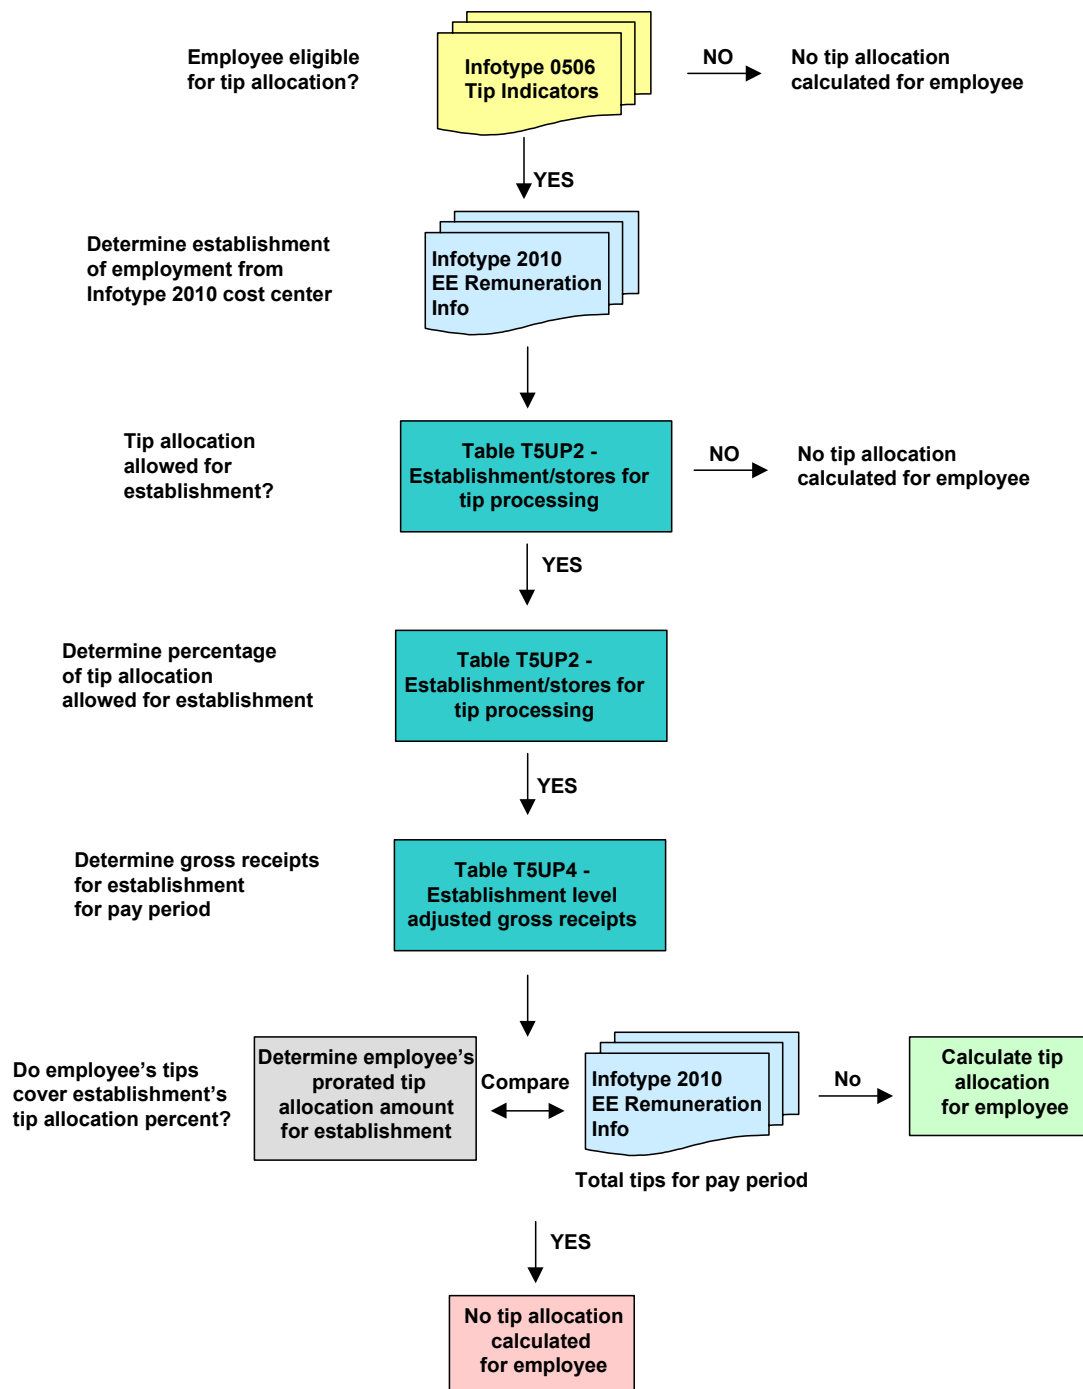 Employee eligible
for tip allocation?
Infotype 0506
Tip Indicators
NO
No tip allocation
calculated for employee
YES
Determine establishment
of employment from
Infotype 2010 cost center
Infotype 2010
EE Remuneration
Info
Tip allocation
allowed for
establishment?
Table T5UP2 -
Establishment/stores for
tip processing
NO
No tip allocation
calculated for employee
YES
Determine percentage
of tip allocation
allowed for establishment
Table T5UP2 -
Establishment/stores for
tip processing
YES
Determine gross receipts
for establishment
for pay period
Table T5UP4 -
Establishment level
adjusted gross receipts
Do employee’s tips
cover establishment’s
tip allocation percent?
Determine employee’s
prorated tip
allocation amount
for establishment
Compare
Infotype 2010
EE Remuneration
Info
Total tips for pay period
No
Calculate tip
allocation
for employee
YES
No tip allocation
calculated
for employee